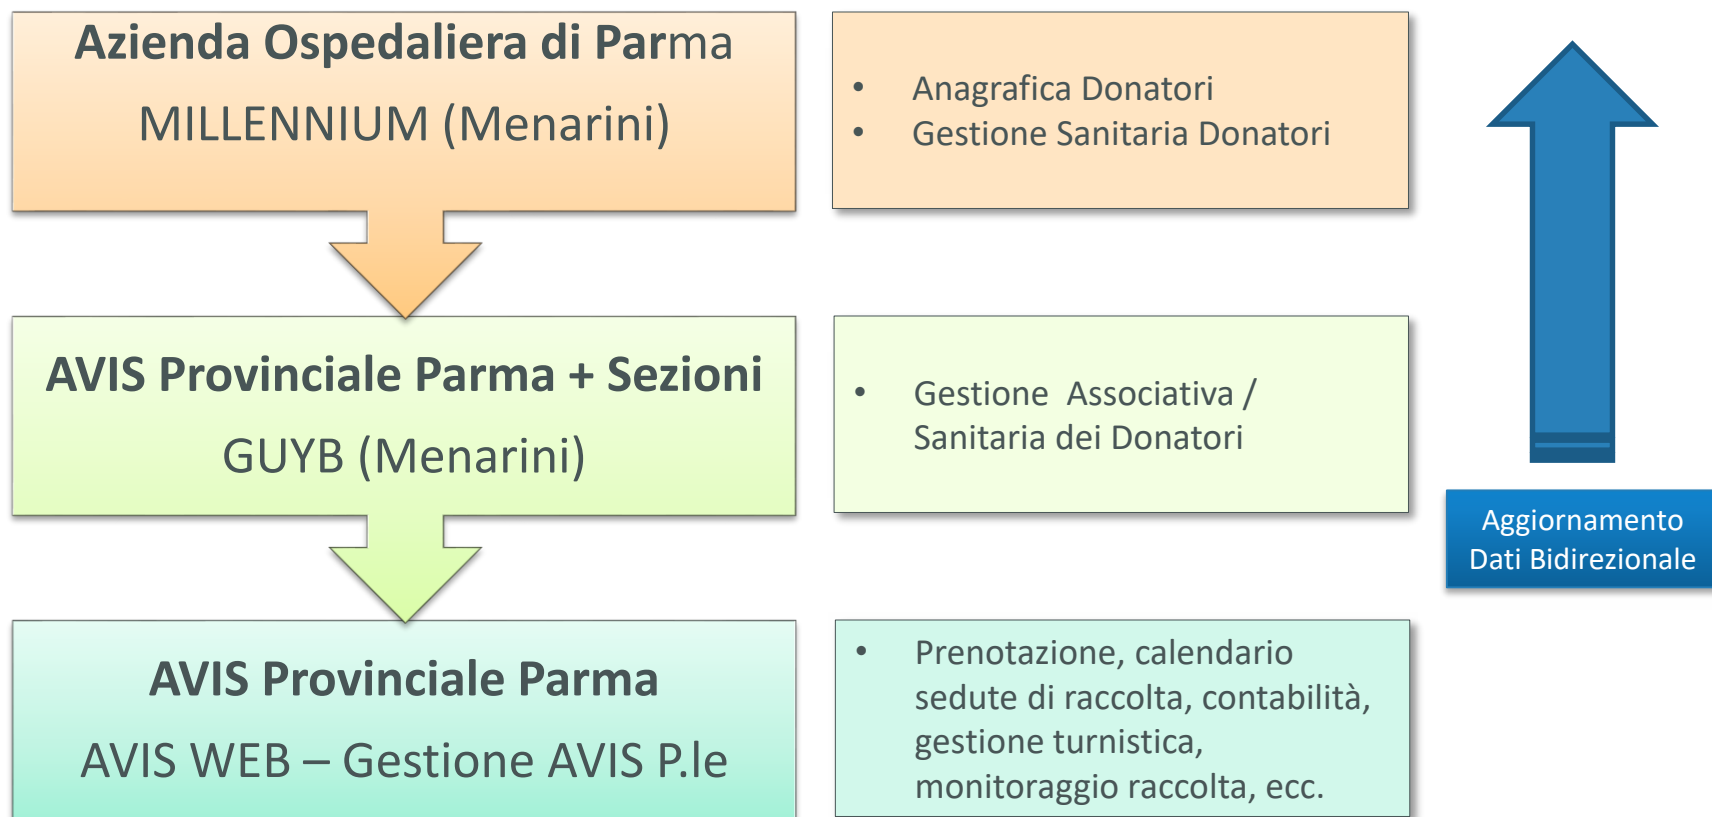 Azienda Ospedaliera di Parma
MILLENNIUM (Menarini)
• Anagrafica Donatori
• Gestione Sanitaria Donatori
AVIS Provinciale Parma + Sezioni
GUYB (Menarini)
• Gestione Associativa /
Sanitaria dei Donatori
Aggiornamento
Dati Bidirezionale
AVIS Provinciale Parma
AVIS WEB – Gestione AVIS P.le
• Prenotazione, calendario
sedute di raccolta, contabilità,
gestione turnistica,
monitoraggio raccolta, ecc.